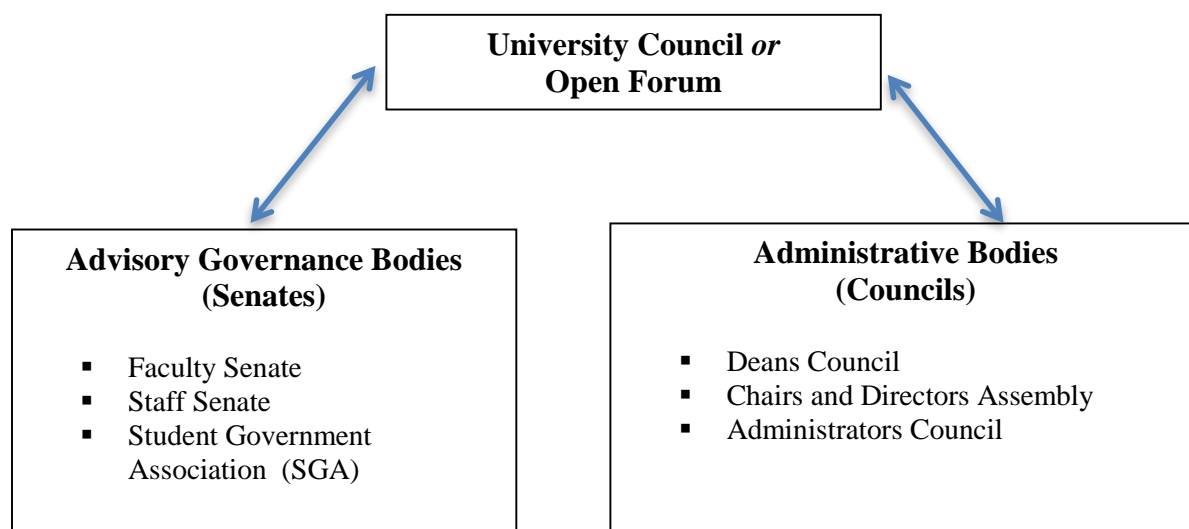 University Council or
Open Forum
Advisory Governance Bodies
(Senates)
▪ Faculty Senate
▪ Staff Senate
▪ Student Government
Association (SGA)
Administrative Bodies
(Councils)
▪ Deans Council
▪ Chairs and Directors Assembly
▪ Administrators Council